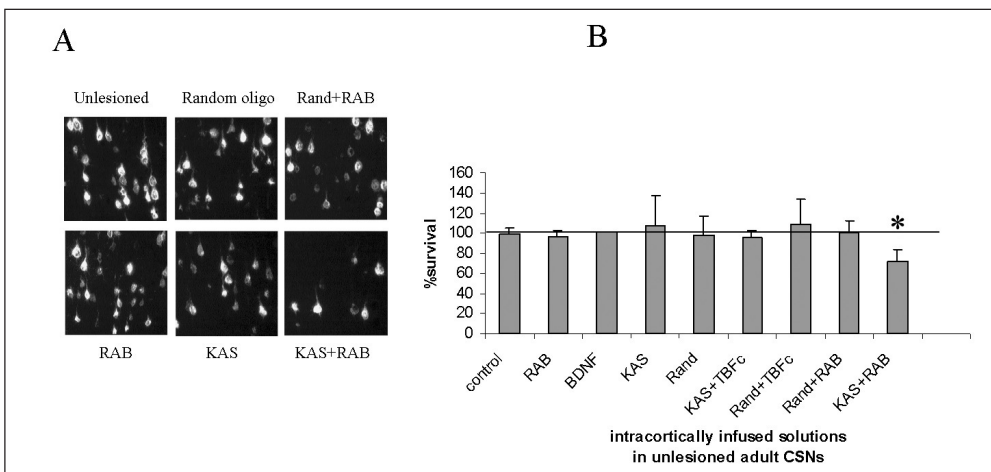 A
B
Unlesioned Random oligo Rand+RAB
RAB KAS KAS+RAB
160
140
120
100
80
60
40
20
0
%survival
*
control
RAB
BDNF
KAS
Rand
KAS+TBFc
Rand+TBFc
Rand+RAB
KAS+RAB
intracortically infused solutions
in unlesioned adult CSNs